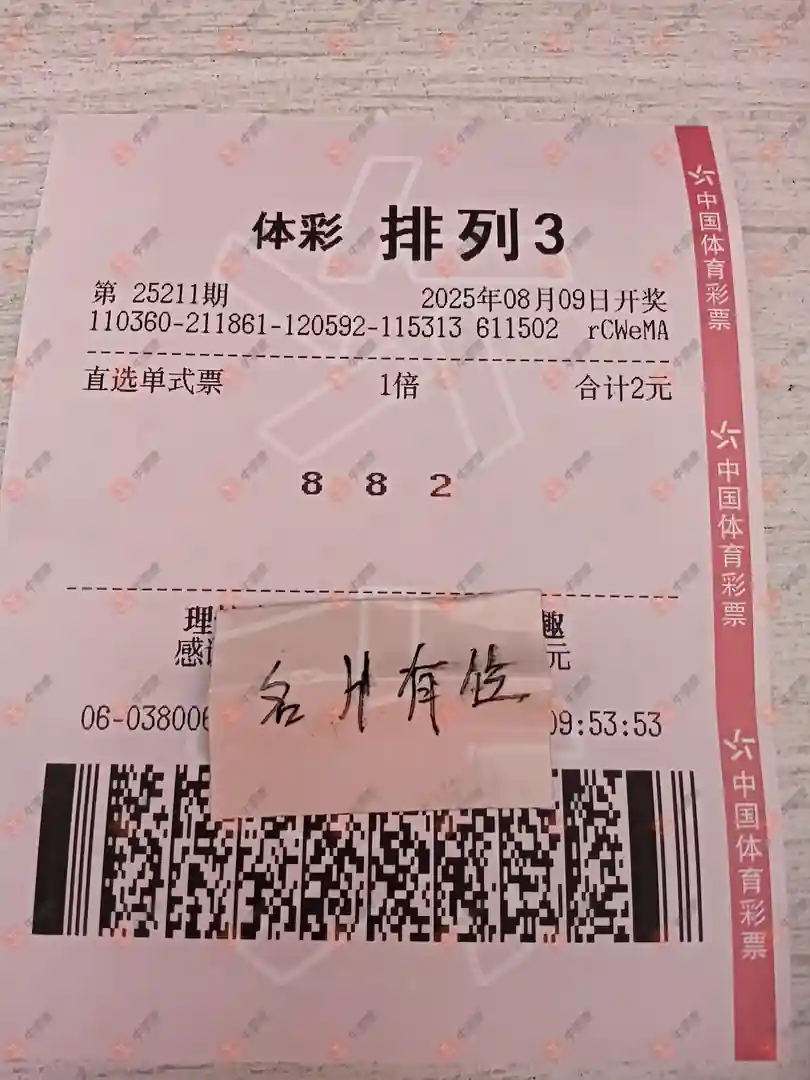 体彩 排列3
第 25211期 2025年08月09日开奖
110360-211861-120592-115313 611502 rCWeMA
直选单式票 1倍 合计2元
8 8 2
理 趣
感 元
名片有位
06-03800 09:53:53
中国体育彩票
中国体育彩票
中国体育彩票